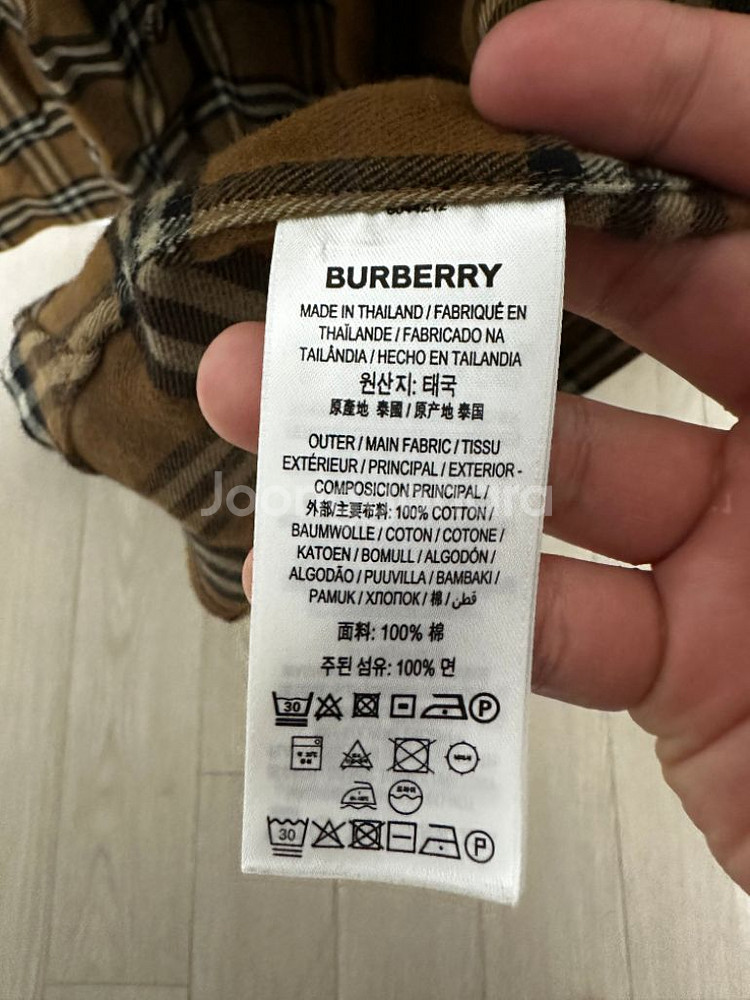 BURBERRY
MADE IN THAILAND / FABRIQUÉ EN
THAÏLANDE / FABRICADO NA
TAILÂNDIA / HECHO EN TAILANDIA
원산지: 태국
原產地 泰國 / 原产地 泰国
OUTER / MAIN FABRIC / TISSU
EXTÉRIEUR / PRINCIPAL / EXTERIOR -
COMPOSICION PRINCIPAL /
外部/主要布料: 100% COTTON /
BAUMWOLLE / COTON / COTONE /
KATOEN / BOMULL / ALGODÓN /
ALGODÃO / PUUVILLA / BAMBAKI /
PAMUK / ХЛОПОК / 棉 / قطن
面料: 100% 棉
주된 섬유: 100% 면
30 P
30 P